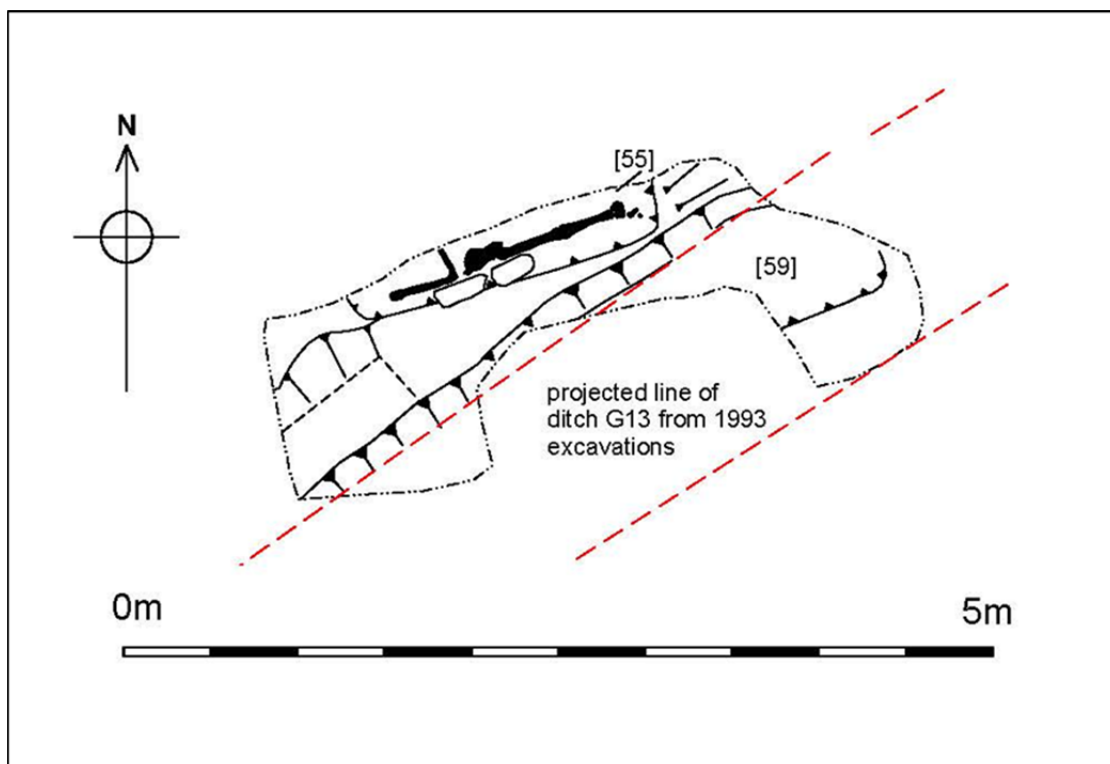 N
[55]
[59]
projected line of
ditch G13 from 1993
excavations
0m
5m